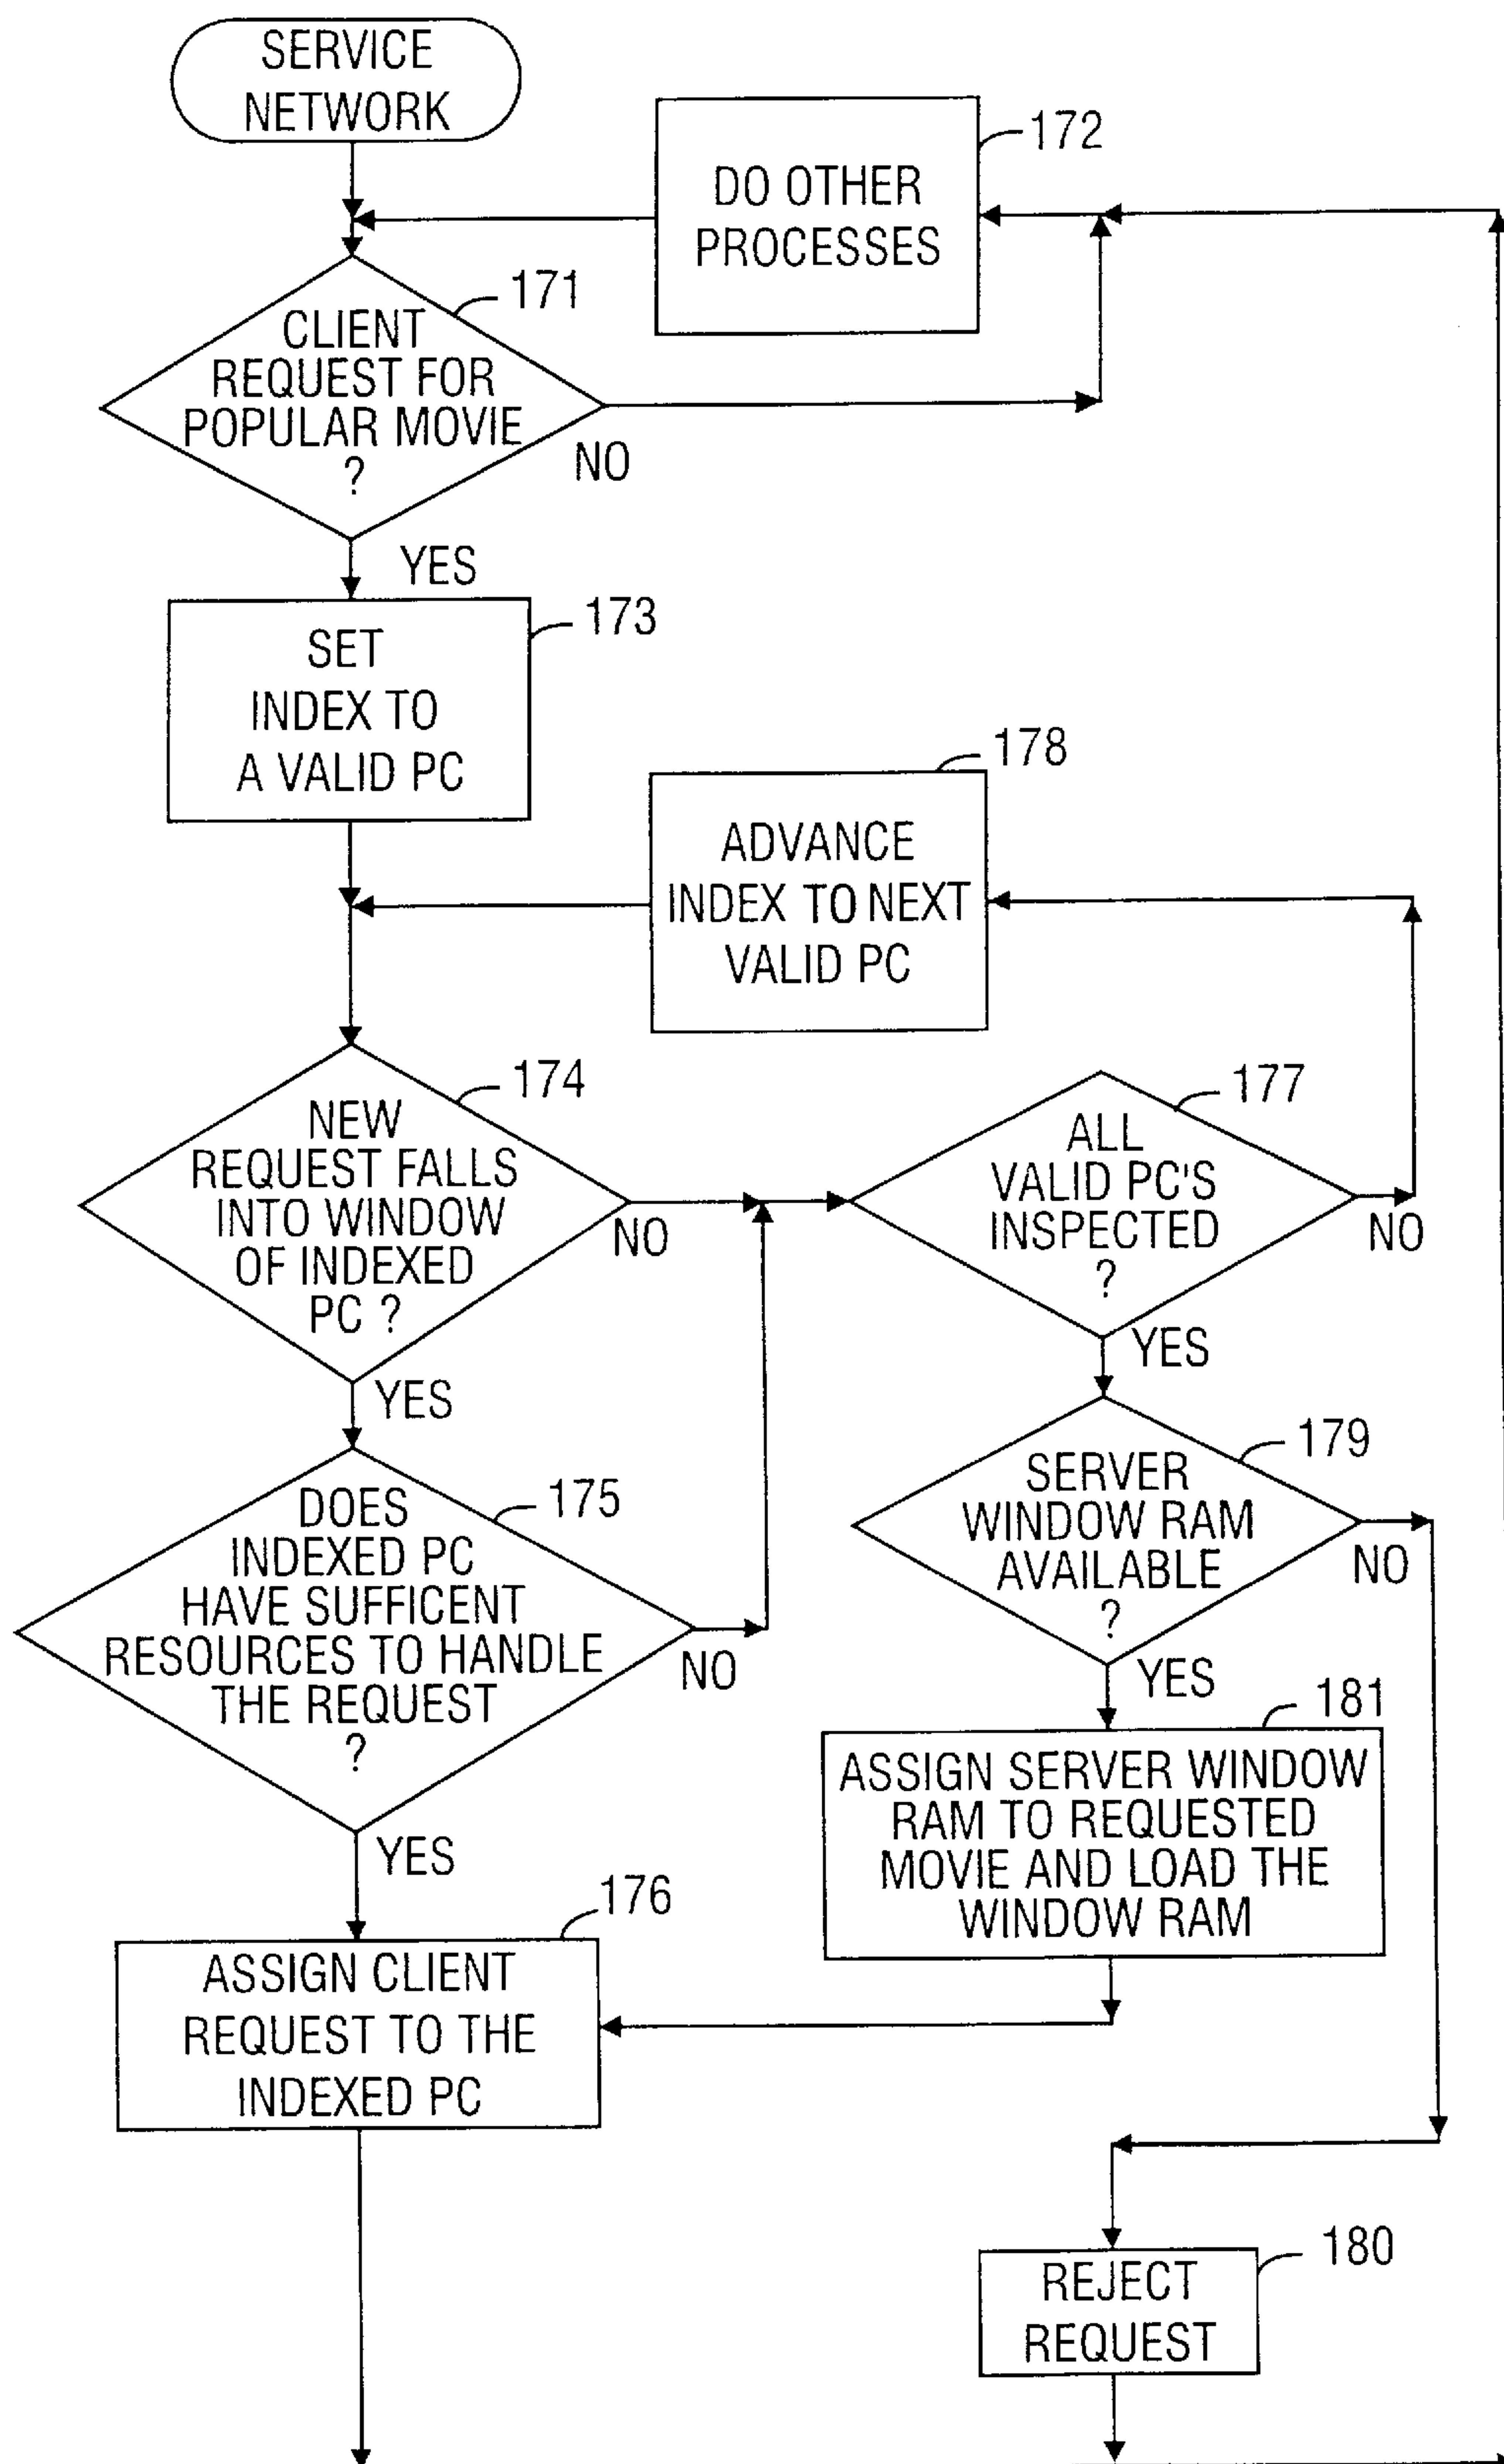 SERVICE
NETWORK
DO OTHER
PROCESSES
172
CLIENT
REQUEST FOR
POPULAR MOVIE
?
171
NO
YES
SET
INDEX TO
A VALID PC
173
ADVANCE
INDEX TO NEXT
VALID PC
178
NEW
REQUEST FALLS
INTO WINDOW
OF INDEXED
PC ?
174
NO
YES
ALL
VALID PC'S
INSPECTED
?
177
NO
YES
DOES
INDEXED PC
HAVE SUFFICENT
RESOURCES TO HANDLE
THE REQUEST
?
175
NO
YES
SERVER
WINDOW RAM
AVAILABLE
?
179
NO
YES
ASSIGN SERVER WINDOW
RAM TO REQUESTED
MOVIE AND LOAD THE
WINDOW RAM
181
ASSIGN CLIENT
REQUEST TO THE
INDEXED PC
176
REJECT
REQUEST
180